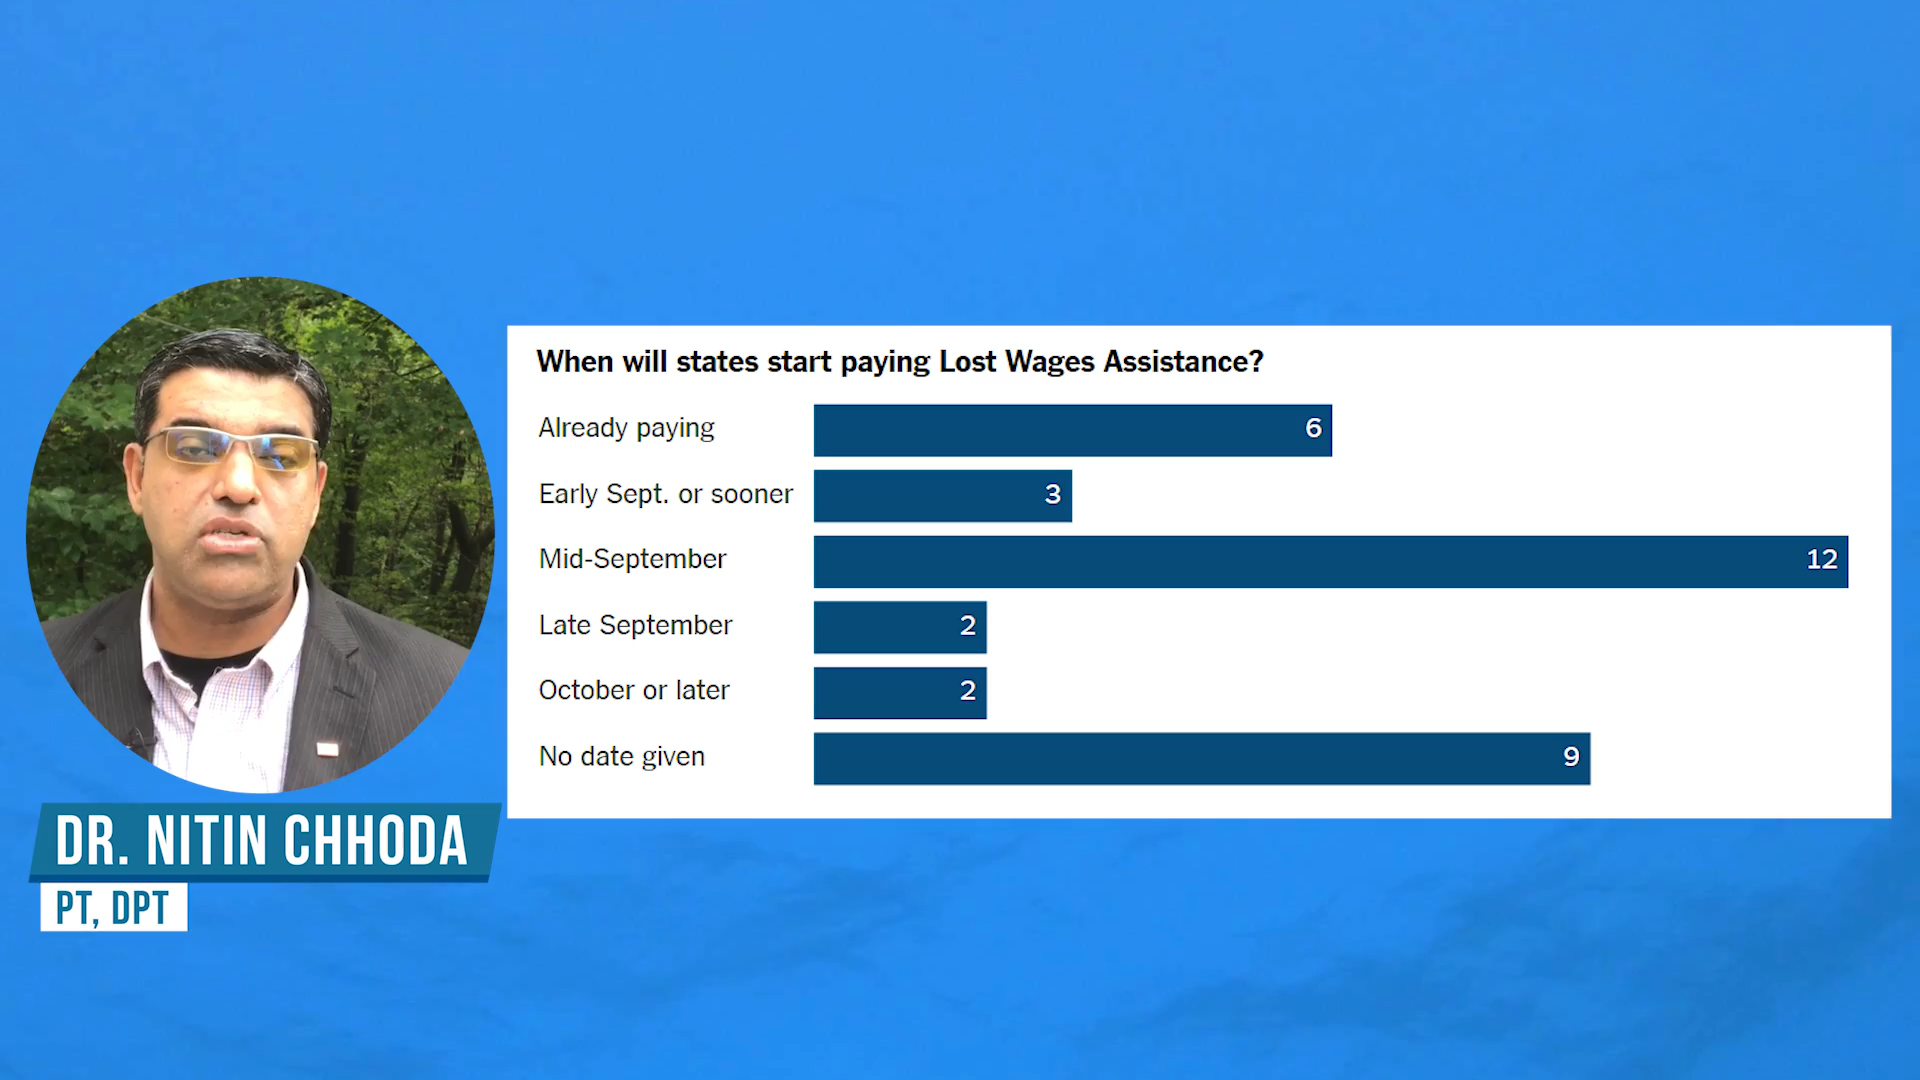 When will states start paying Lost Wages Assistance?
Already paying 6
Early Sept. or sooner 3
Mid-September 12
Late September 2
October or later 2
No date given 9
DR. NITIN CHHODA
PT, DPT